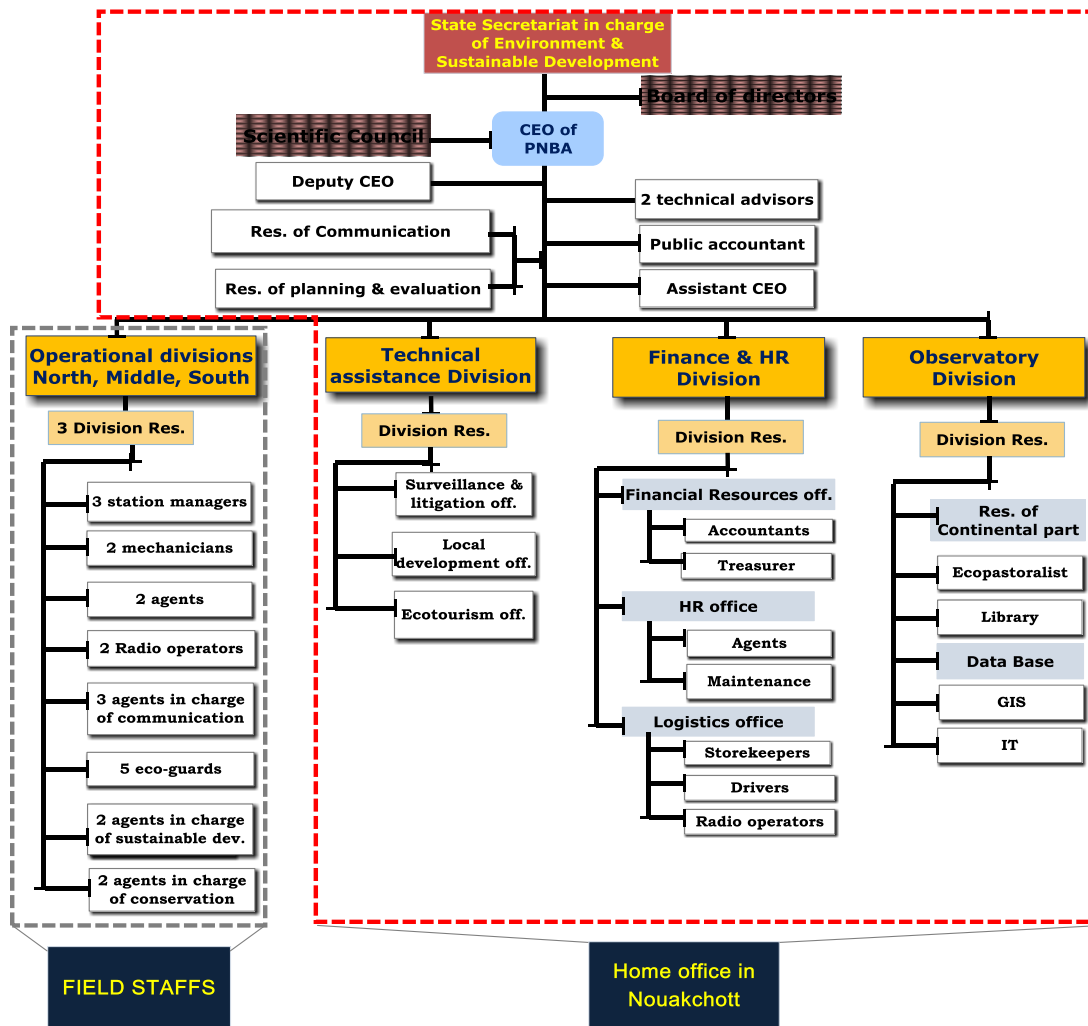 State Secretariat in charge
of Environment &
Sustainable Development
Board of directors
Scientific Council
CEO of
PNBA
Deputy CEO
2 technical advisors
Res. of Communication
Public accountant
Res. of planning & evaluation
Assistant CEO
Operational divisions
North, Middle, South
3 Division Res.
3 station managers
2 mechanicians
2 agents
2 Radio operators
3 agents in charge
of communication
5 eco-guards
2 agents in charge
of sustainable dev.
2 agents in charge
of conservation
Technical
assistance Division
Division Res.
Surveillance &
litigation off.
Local
development off.
Ecotourism off.
Finance & HR
Division
Division Res.
Financial Resources off.
Accountants
Treasurer
HR office
Agents
Maintenance
Logistics office
Storekeepers
Drivers
Radio operators
Observatory
Division
Division Res.
Res. of
Continental part
Ecopastoralist
Library
Data Base
GIS
IT
FIELD STAFFS
Home office in
Nouakchott